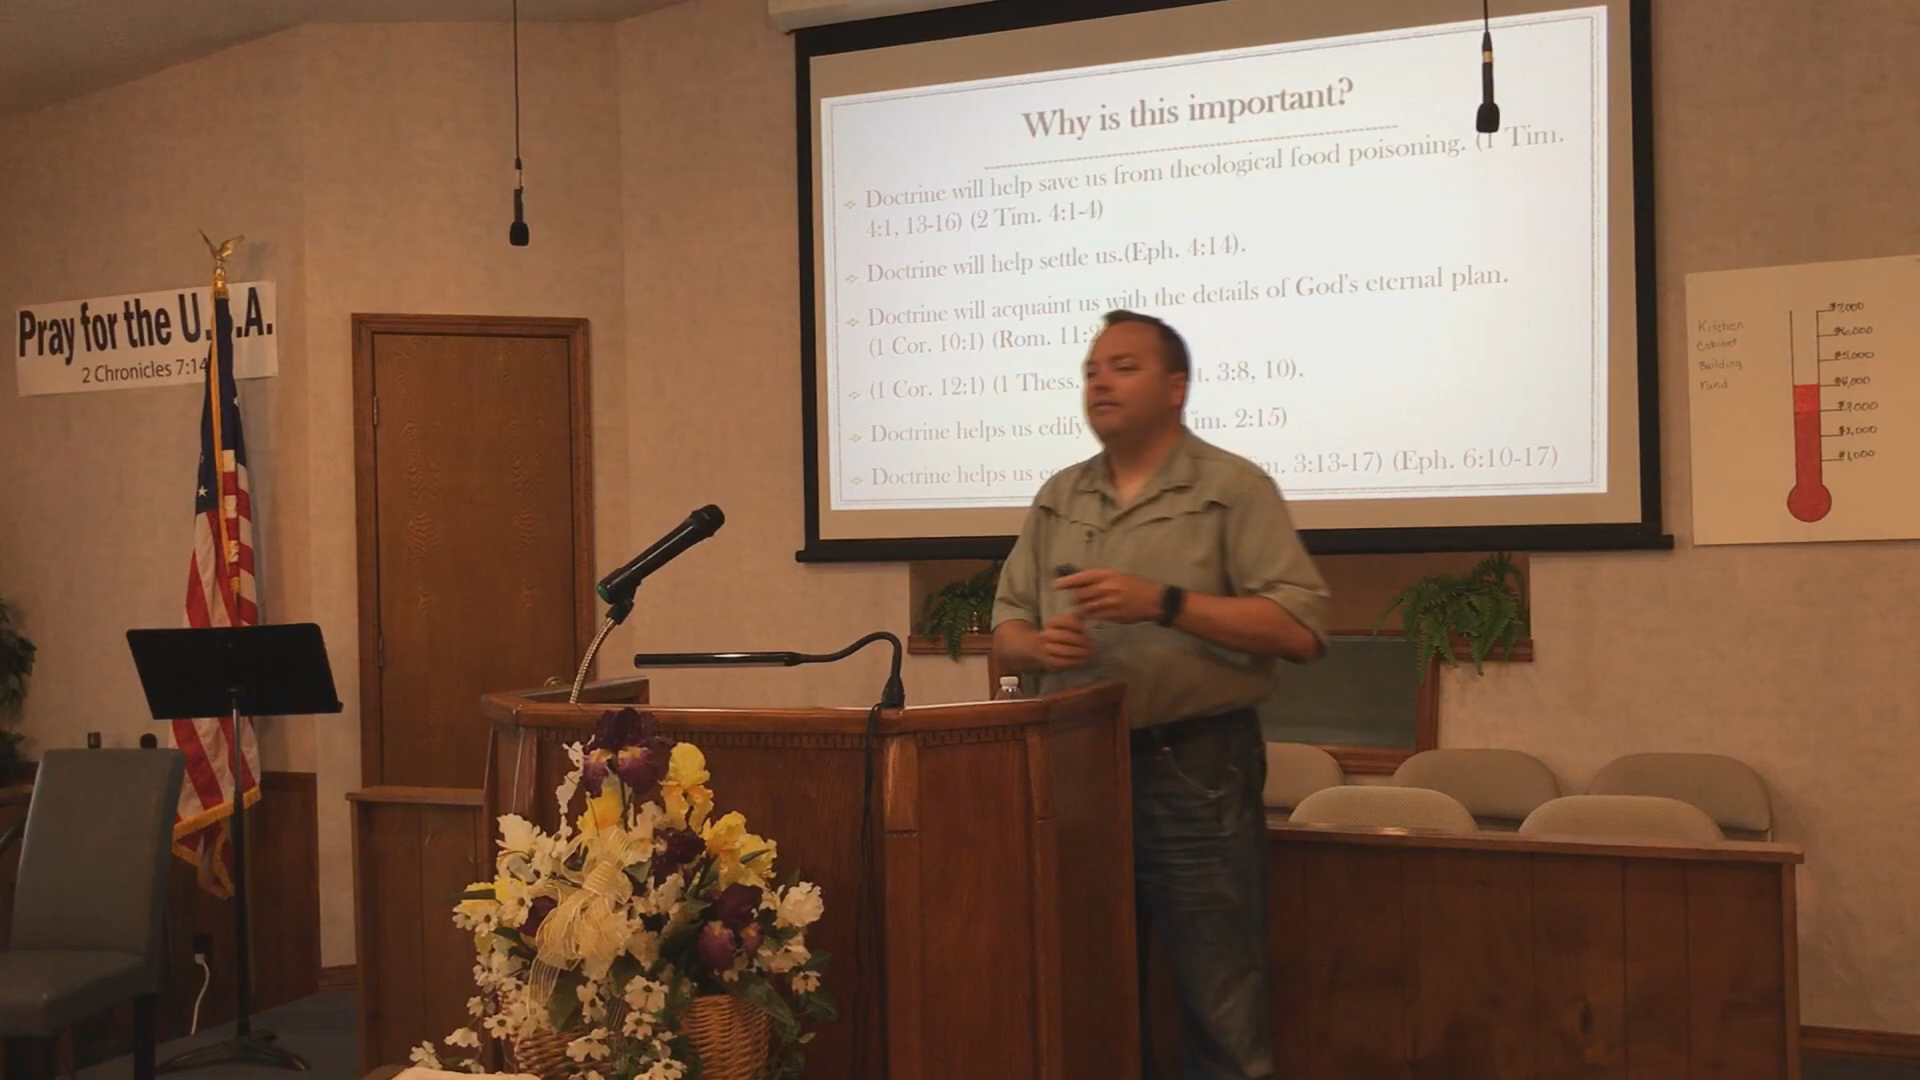 Pray for the U.S.A.
2 Chronicles 7:14
Why is this important?
Doctrine will help save us from theological food poisoning. (1 Tim.
4:1, 13-16) (2 Tim. 4:1-4)
Doctrine will help settle us.(Eph. 4:14).
Doctrine will acquaint us with the details of God's eternal plan.
(1 Cor. 10:1) (Rom. 11:
(1 Cor. 12:1) (1 Thess. 3:8, 10).
Doctrine helps us edify 2:15)
Doctrine helps us 3:13-17) (Eph. 6:10-17)
Kitchen
Cabinet
Building
Fund
$7,000
$6,000
$5,000
$4,000
$3,000
$2,000
$1,000